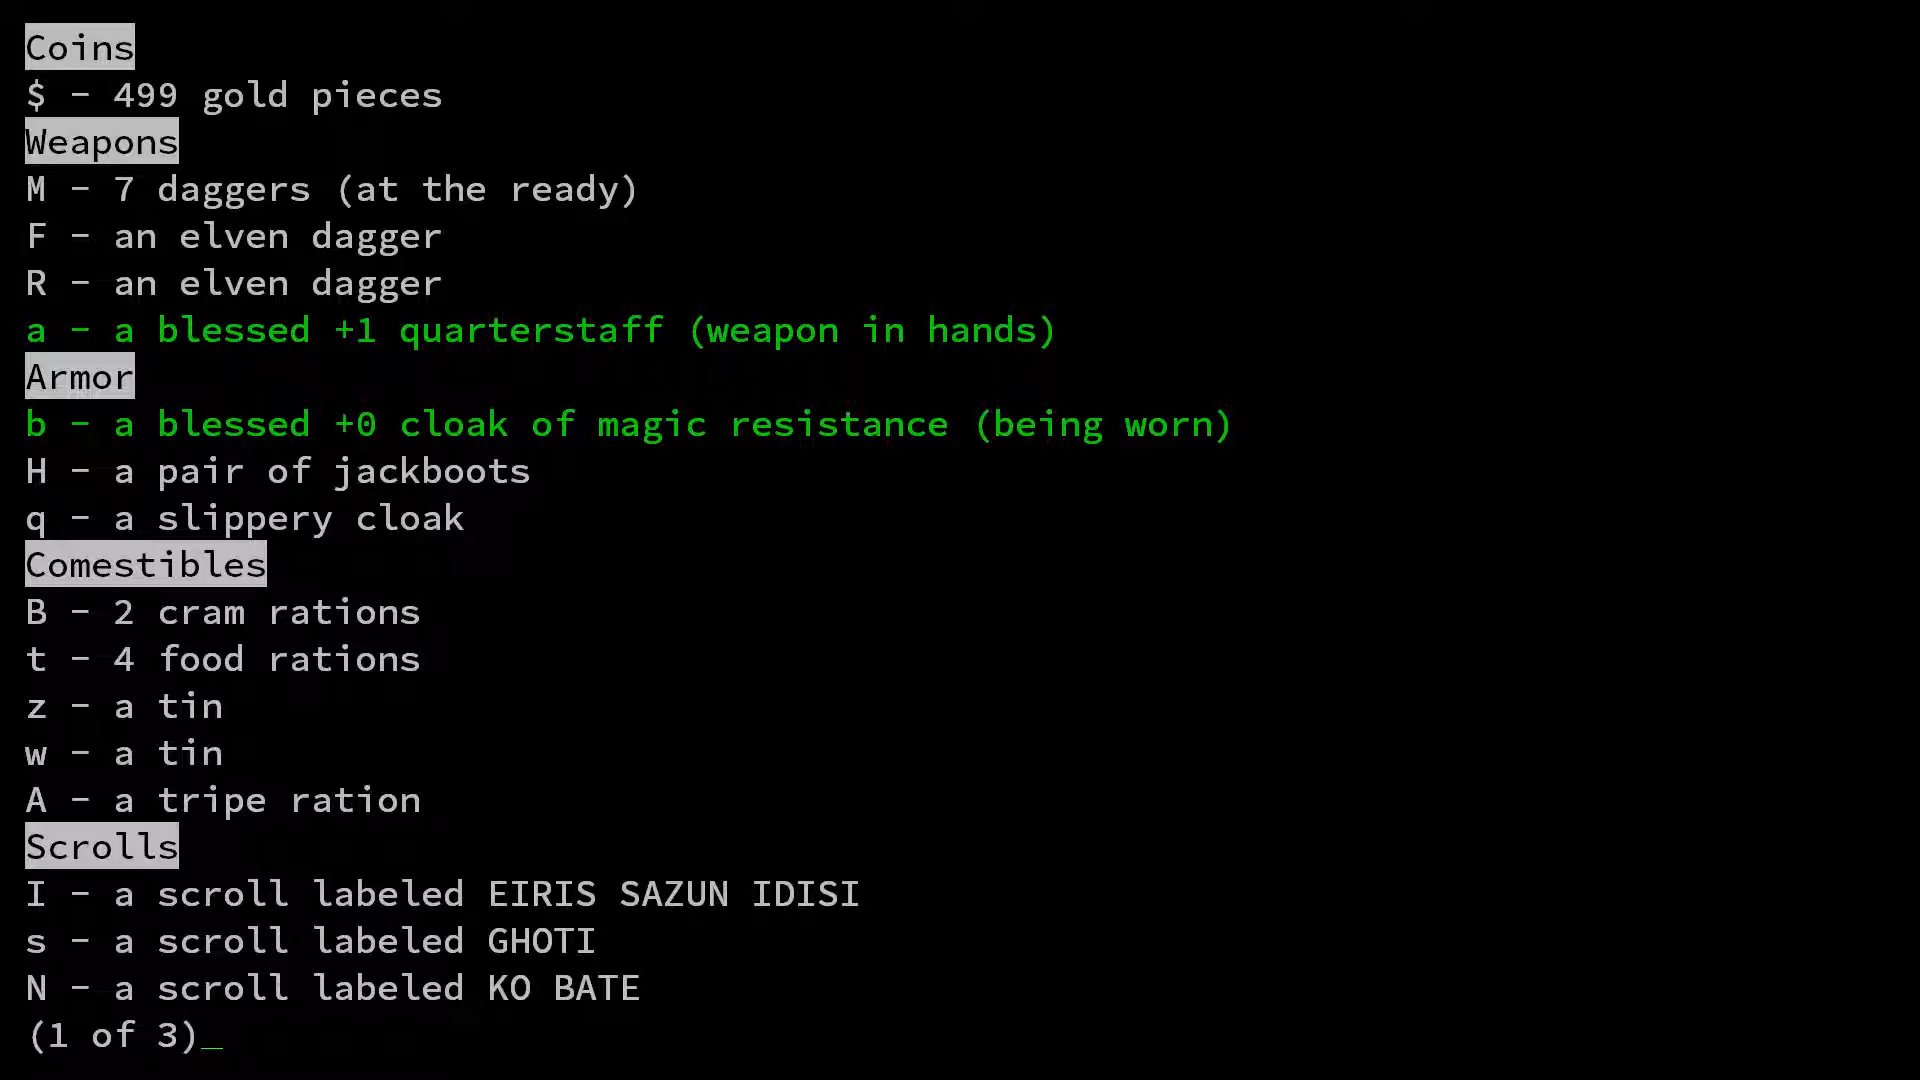 Coins
$ - 499 gold pieces
Weapons
M - 7 daggers (at the ready)
F - an elven dagger
R - an elven dagger
a - a blessed +1 quarterstaff (weapon in hands)
Armor
b - a blessed +0 cloak of magic resistance (being worn)
H - a pair of jackboots
q - a slippery cloak
Comestibles
B - 2 cram rations
t - 4 food rations
z - a tin
w - a tin
A - a tripe ration
Scrolls
I - a scroll labeled EIRIS SAZUN IDISI
s - a scroll labeled GHOTI
N - a scroll labeled KO BATE
(1 of 3)_